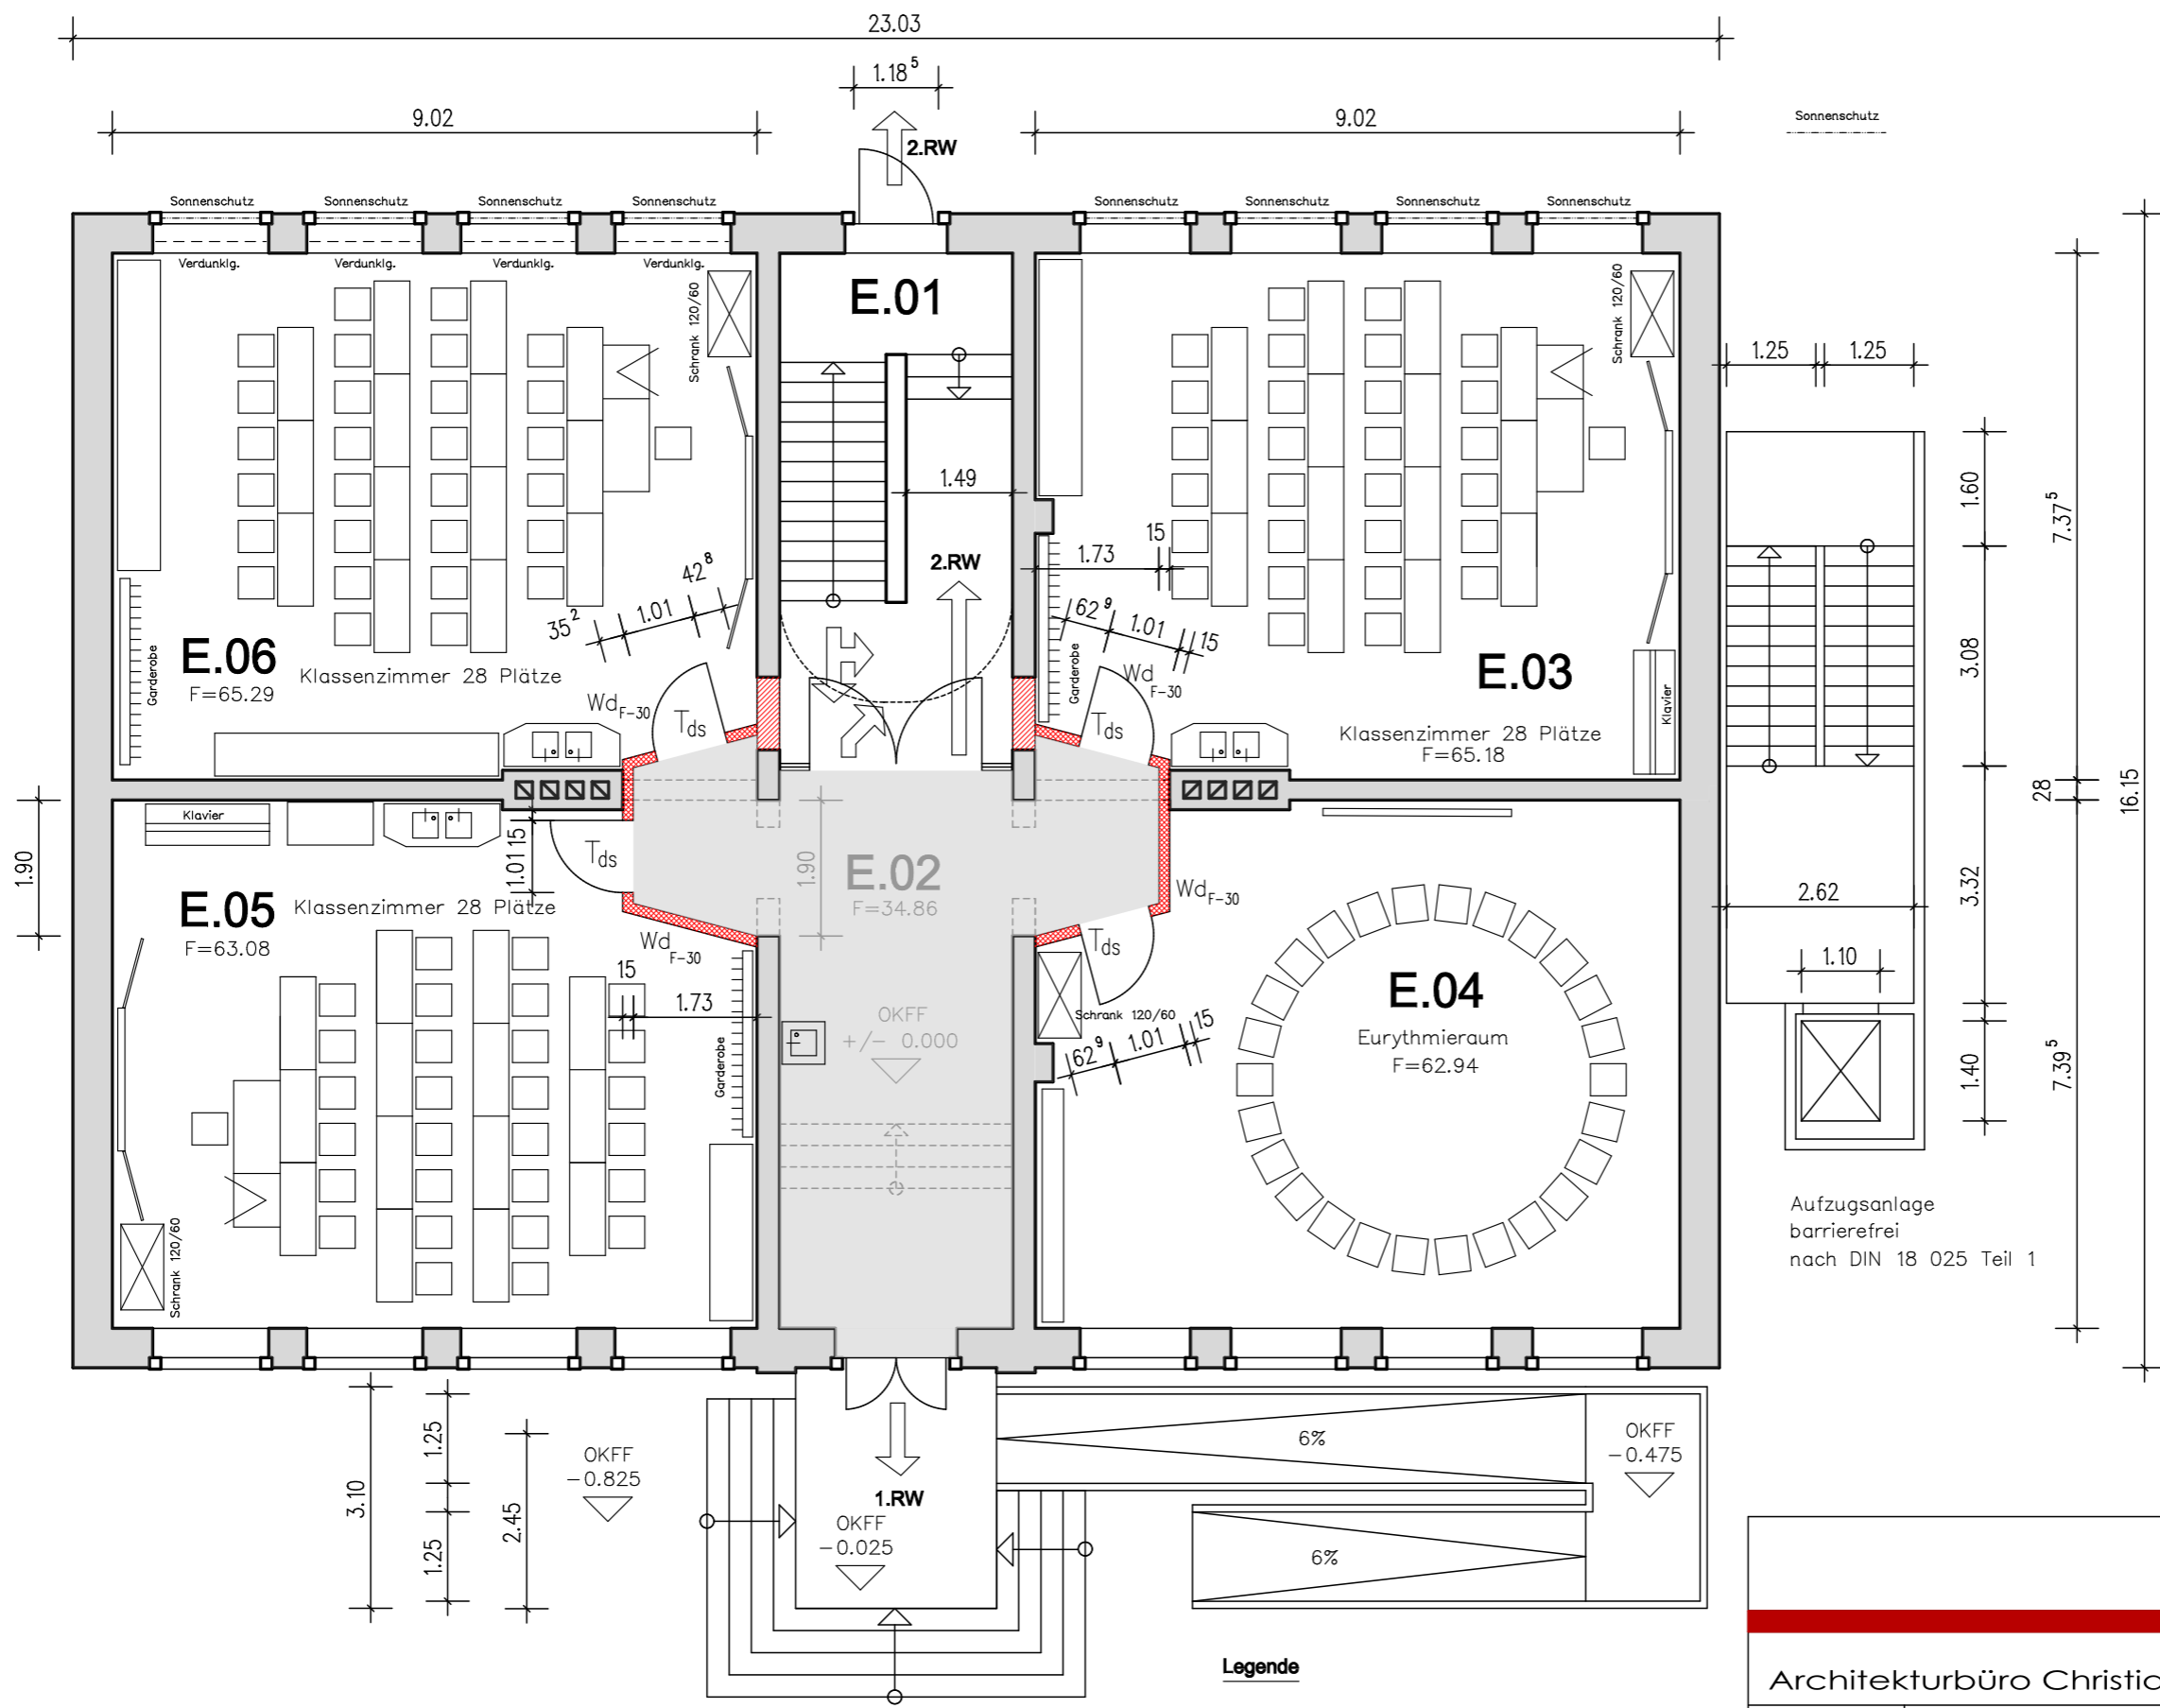 23.03
1.18⁵
9.02
9.02
Sonnenschutz
2.RW
Sonnenschutz
Sonnenschutz
Sonnenschutz
Sonnenschutz
Sonnenschutz
Sonnenschutz
Sonnenschutz
Sonnenschutz
Verdunklg.
Verdunklg.
Verdunklg.
Verdunklg.
Schrank 120/60
E.01
Schrank 120/60
1.25
1.25
1.49
1.60
7.37⁵
15
1.73
2.RW
42⁸
1.01
35²
62⁹
1.01
15
E.06
Klassenzimmer 28 Plätze
F=65.29
Garderobe
Wd F-30
Tds
Garderobe
Wd
F-30
Tds
E.03
Klassenzimmer 28 Plätze
F=65.18
Klavier
3.08
28
16.15
Klavier
1.90
15
1.01
Tds
1.90
E.02
F=34.86
Wd F-30
E.05
Klassenzimmer 28 Plätze
F=63.08
Wd
F-30
Tds
2.62
3.32
1.10
15
1.73
E.04
Eurythmieraum
F=62.94
Schrank 120/60
62⁹
1.01
15
OKFF
+/- 0.000
Garderobe
1.40
7.39⁵
Schrank 120/60
Aufzugsanlage
barrierefrei
nach DIN 18 025 Teil 1
3.10
1.25
1.25
2.45
OKFF
-0.825
1.RW
OKFF
-0.025
6%
6%
OKFF
-0.475
Legende
Architekturbüro Christic